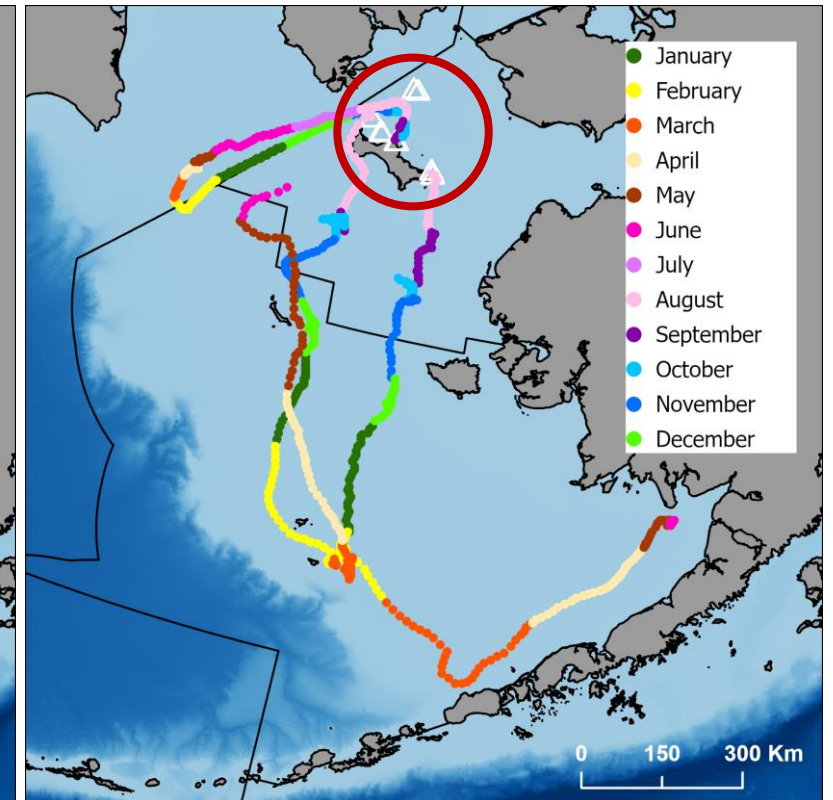 January
February
March
April
May
June
July
August
September
October
November
December
0 150 300 Km